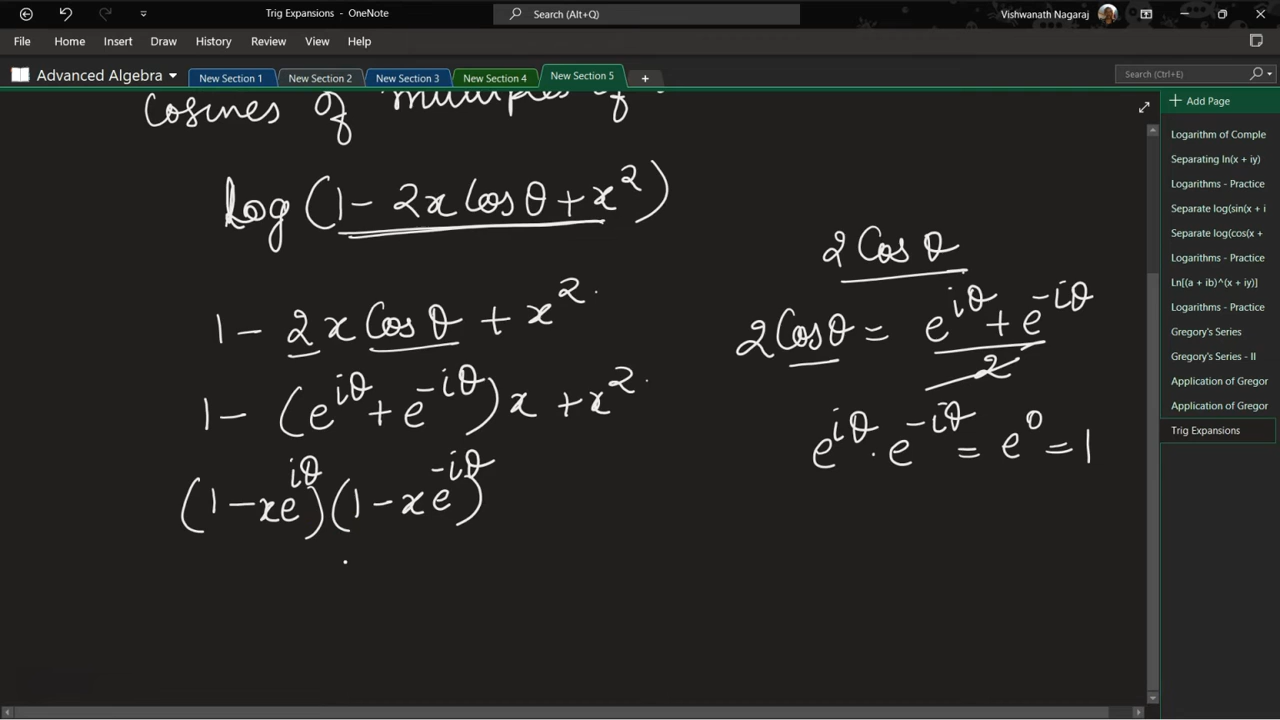 Trig Expansions - OneNote
Search (Alt+Q)
Vishwanath Nagaraj
File Home Insert Draw History Review View Help
Advanced Algebra
New Section 1 New Section 2 New Section 3 New Section 4 New Section 5 +
Search (Ctrl+E)
Cosines of multiples of
log (1 - 2x Cos θ + x²)
1 - 2x Cos θ + x²
1 - (e^{iθ} + e^{-iθ}) x + x²
(1 - xe^{iθ})(1 - xe^{-iθ})
2 Cos θ
2 Cos θ = (e^{iθ} + e^{-iθ})/2
e^{iθ} · e^{-iθ} = e⁰ = 1
+ Add Page
Logarithm of Comple
Separating ln(x + iy)
Logarithms - Practice
Separate log(sin(x + i
Separate log(cos(x +
Logarithms - Practice
Ln[(a + ib)^(x + iy)]
Logarithms - Practice
Gregory's Series
Gregory's Series - II
Application of Gregor
Application of Gregor
Trig Expansions